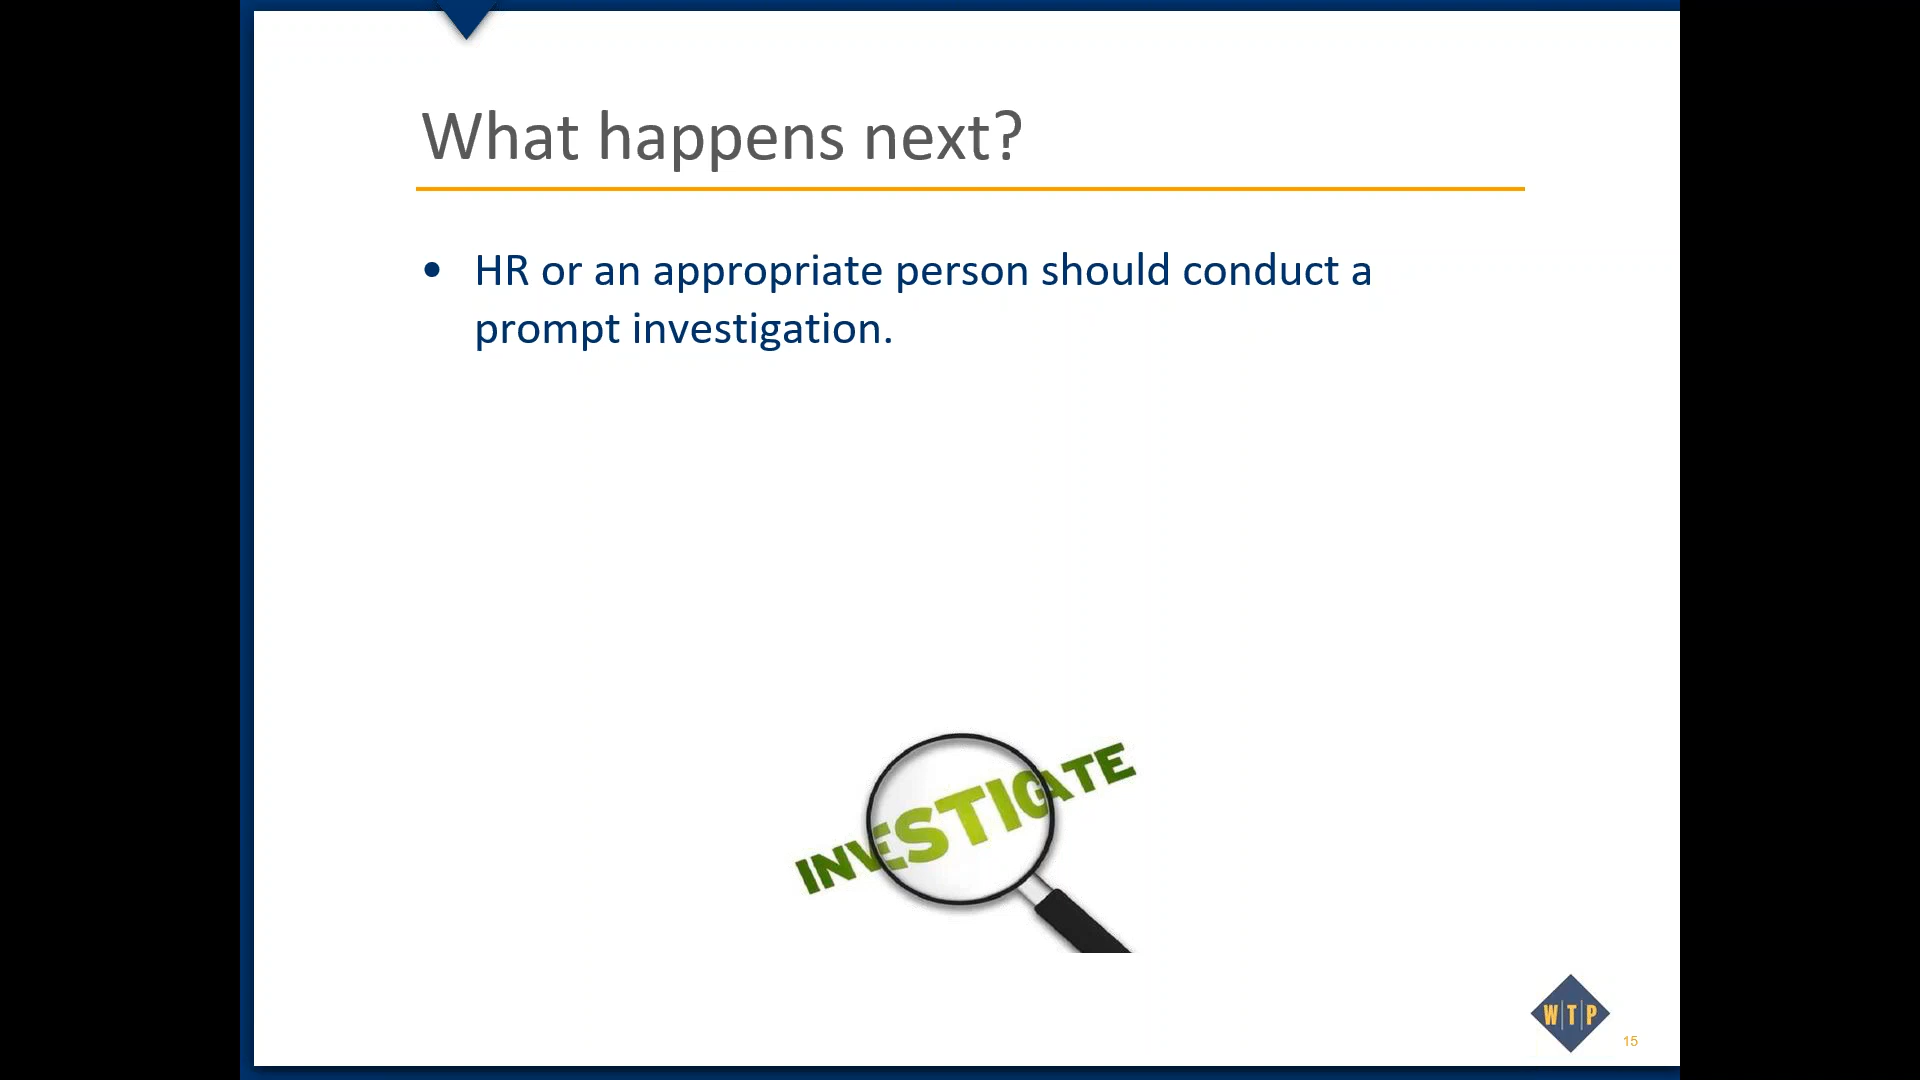 What happens next?
• HR or an appropriate person should conduct a
prompt investigation.
INVESTIGATE
W|T|P
15